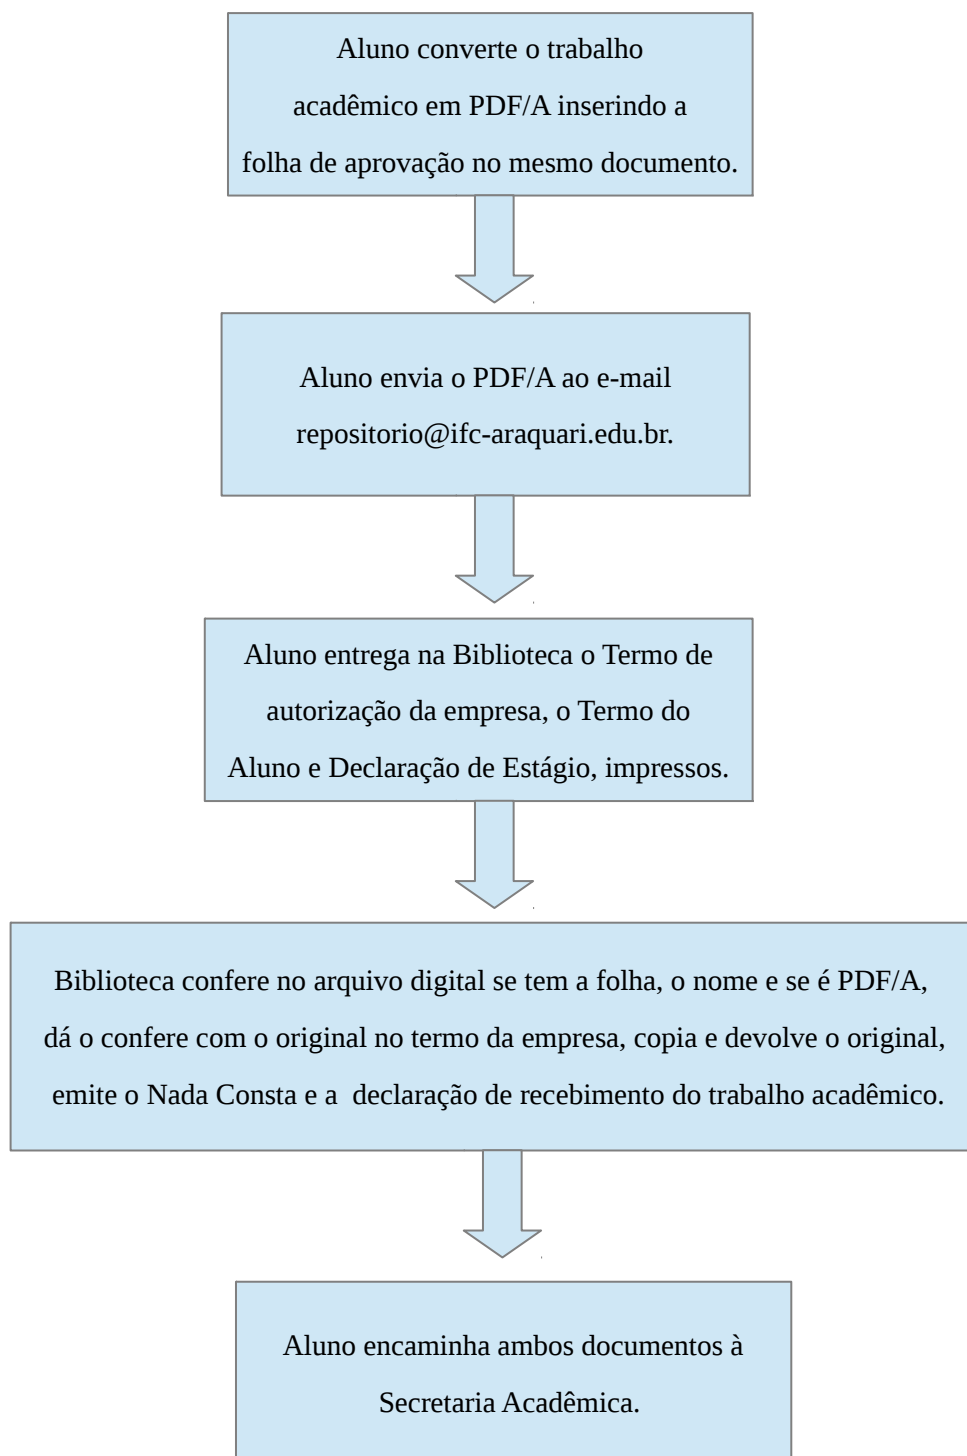 Aluno converte o trabalho
acadêmico em PDF/A inserindo a
folha de aprovação no mesmo documento.
Aluno envia o PDF/A ao e-mail
repositorio@ifc-araquari.edu.br.
Aluno entrega na Biblioteca o Termo de
autorização da empresa, o Termo do
Aluno e Declaração de Estágio, impressos.
Biblioteca confere no arquivo digital se tem a folha, o nome e se é PDF/A,
dá o confere com o original no termo da empresa, copia e devolve o original,
emite o Nada Consta e a  declaração de recebimento do trabalho acadêmico.
Aluno encaminha ambos documentos à
Secretaria Acadêmica.